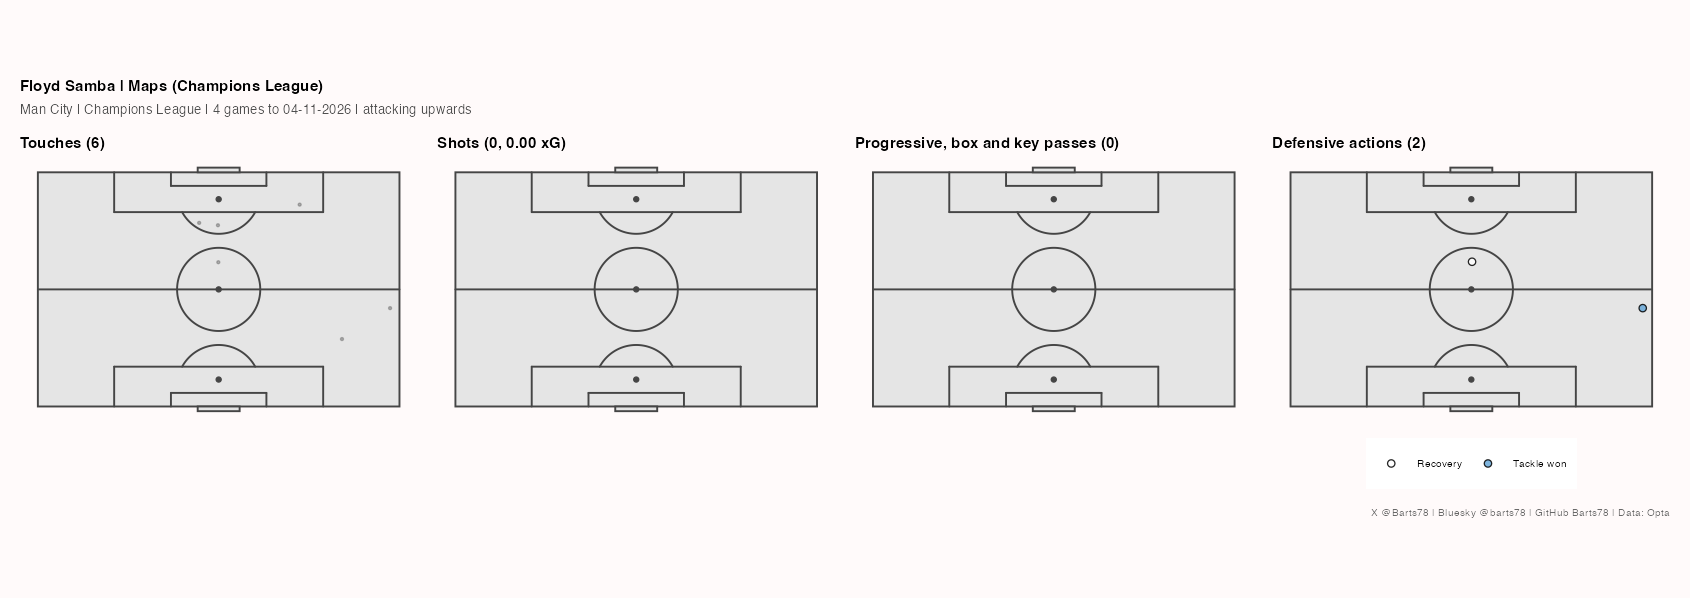 Floyd Samba | Maps (Champions League)
Man City | Champions League | 4 games to 04-11-2026 | attacking upwards
Touches (6)
Shots (0, 0.00 xG)
Progressive, box and key passes (0)
Defensive actions (2)
Recovery
Tackle won
X @Barts78 | Bluesky @barts78 | GitHub Barts78 | Data: Opta